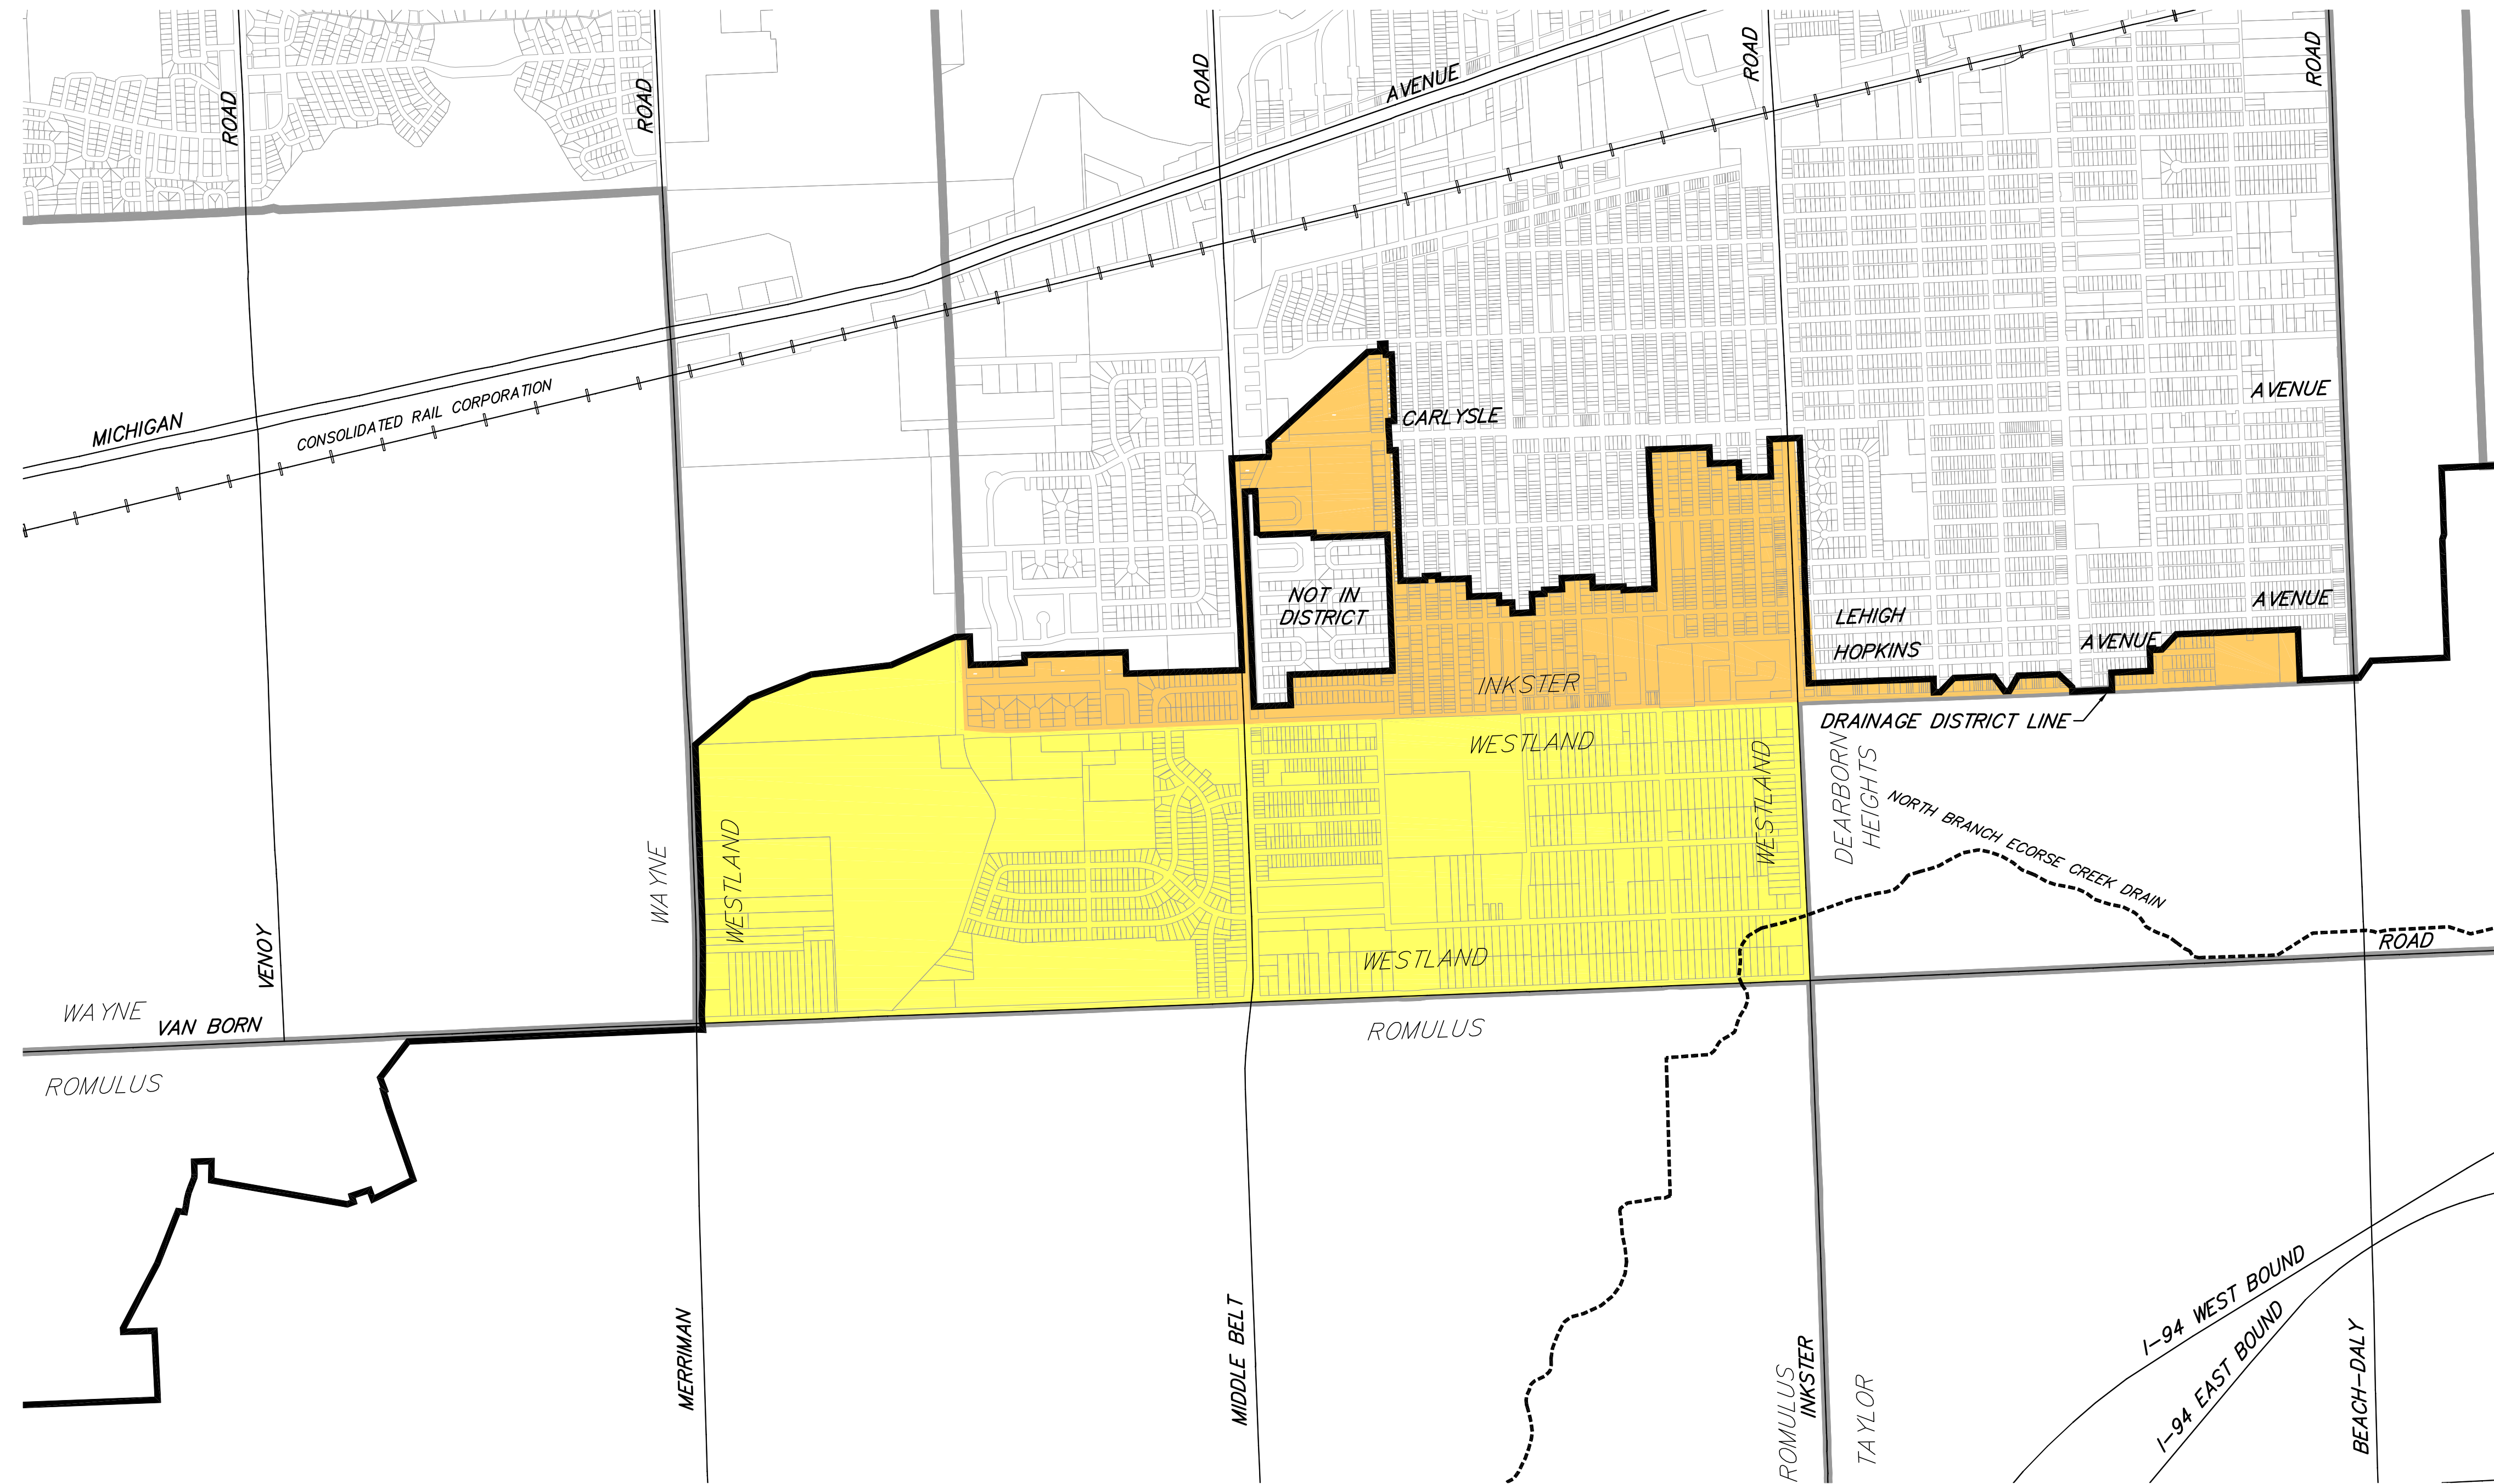 ROAD
ROAD
ROAD
ROAD
ROAD
AVENUE
MICHIGAN
CONSOLIDATED RAIL CORPORATION
CARLYSLE
AVENUE
NOT IN
DISTRICT
LEHIGH
AVENUE
HOPKINS
AVENUE
INKSTER
DRAINAGE DISTRICT LINE
WESTLAND
WESTLAND
WESTLAND
WESTLAND
DEARBORN
HEIGHTS
NORTH BRANCH ECORSE CREEK DRAIN
WAYNE
VENOY
ROAD
WAYNE
VAN BORN
ROMULUS
ROMULUS
MERRIMAN
MIDDLE BELT
ROMULUS
INKSTER
TAYLOR
I-94 WEST BOUND
I-94 EAST BOUND
BEACH-DALY